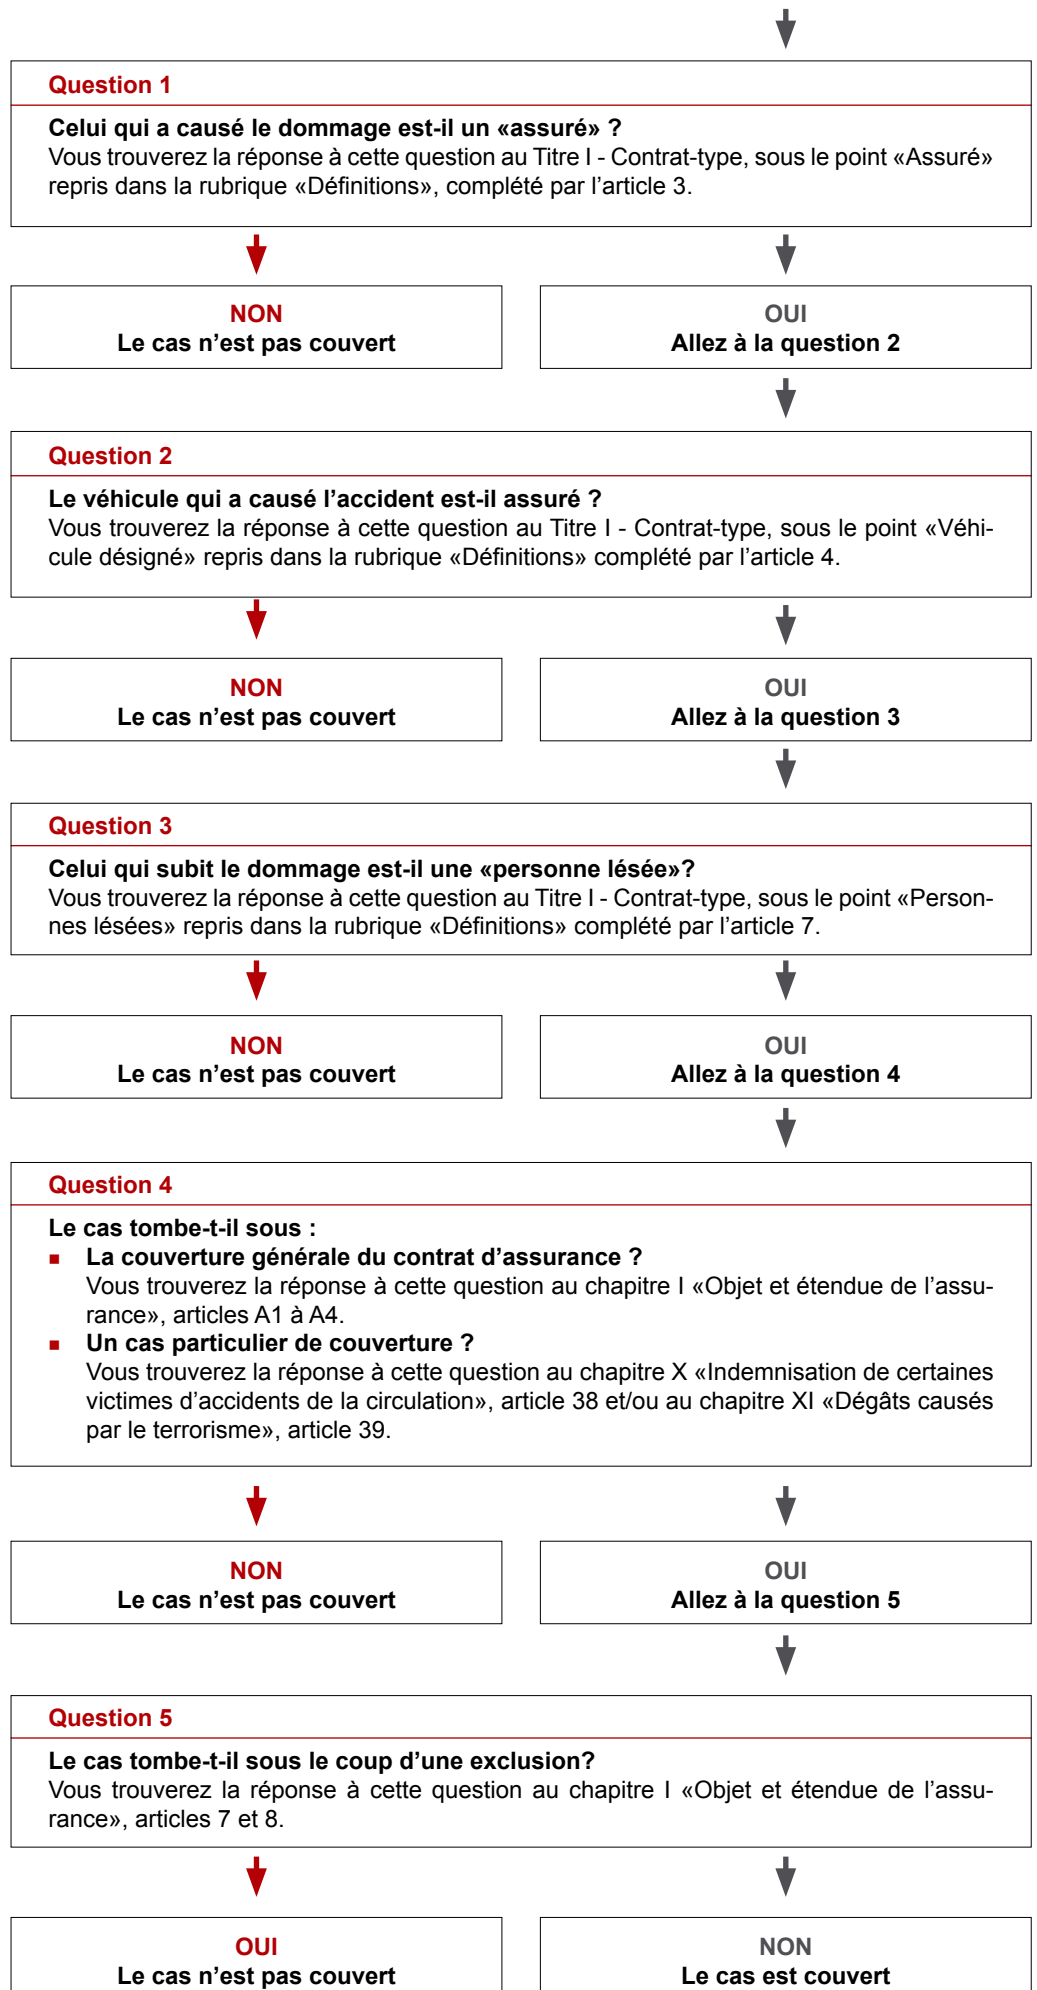 Question 1
Celui qui a causé le dommage est-il un «assuré» ?
Vous trouverez la réponse à cette question au Titre I - Contrat-type, sous le point «Assuré»
repris dans la rubrique «Définitions», complété par l’article 3.
NON
Le cas n’est pas couvert
OUI
Allez à la question 2
Question 2
Le véhicule qui a causé l’accident est-il assuré ?
Vous trouverez la réponse à cette question au Titre I - Contrat-type, sous le point «Véhi-
cule désigné» repris dans la rubrique «Définitions» complété par l’article 4.
NON
Le cas n’est pas couvert
OUI
Allez à la question 3
Question 3
Celui qui subit le dommage est-il une «personne lésée»?
Vous trouverez la réponse à cette question au Titre I - Contrat-type, sous le point «Person-
nes lésées» repris dans la rubrique «Définitions» complété par l’article 7.
NON
Le cas n’est pas couvert
OUI
Allez à la question 4
Question 4
Le cas tombe-t-il sous :
■ La couverture générale du contrat d’assurance ?
Vous trouverez la réponse à cette question au chapitre I «Objet et étendue de l’assu-
rance», articles A1 à A4.
■ Un cas particulier de couverture ?
Vous trouverez la réponse à cette question au chapitre X «Indemnisation de certaines
victimes d’accidents de la circulation», article 38 et/ou au chapitre XI «Dégâts causés
par le terrorisme», article 39.
NON
Le cas n’est pas couvert
OUI
Allez à la question 5
Question 5
Le cas tombe-t-il sous le coup d’une exclusion?
Vous trouverez la réponse à cette question au chapitre I «Objet et étendue de l’assu-
rance», articles 7 et 8.
OUI
Le cas n’est pas couvert
NON
Le cas est couvert